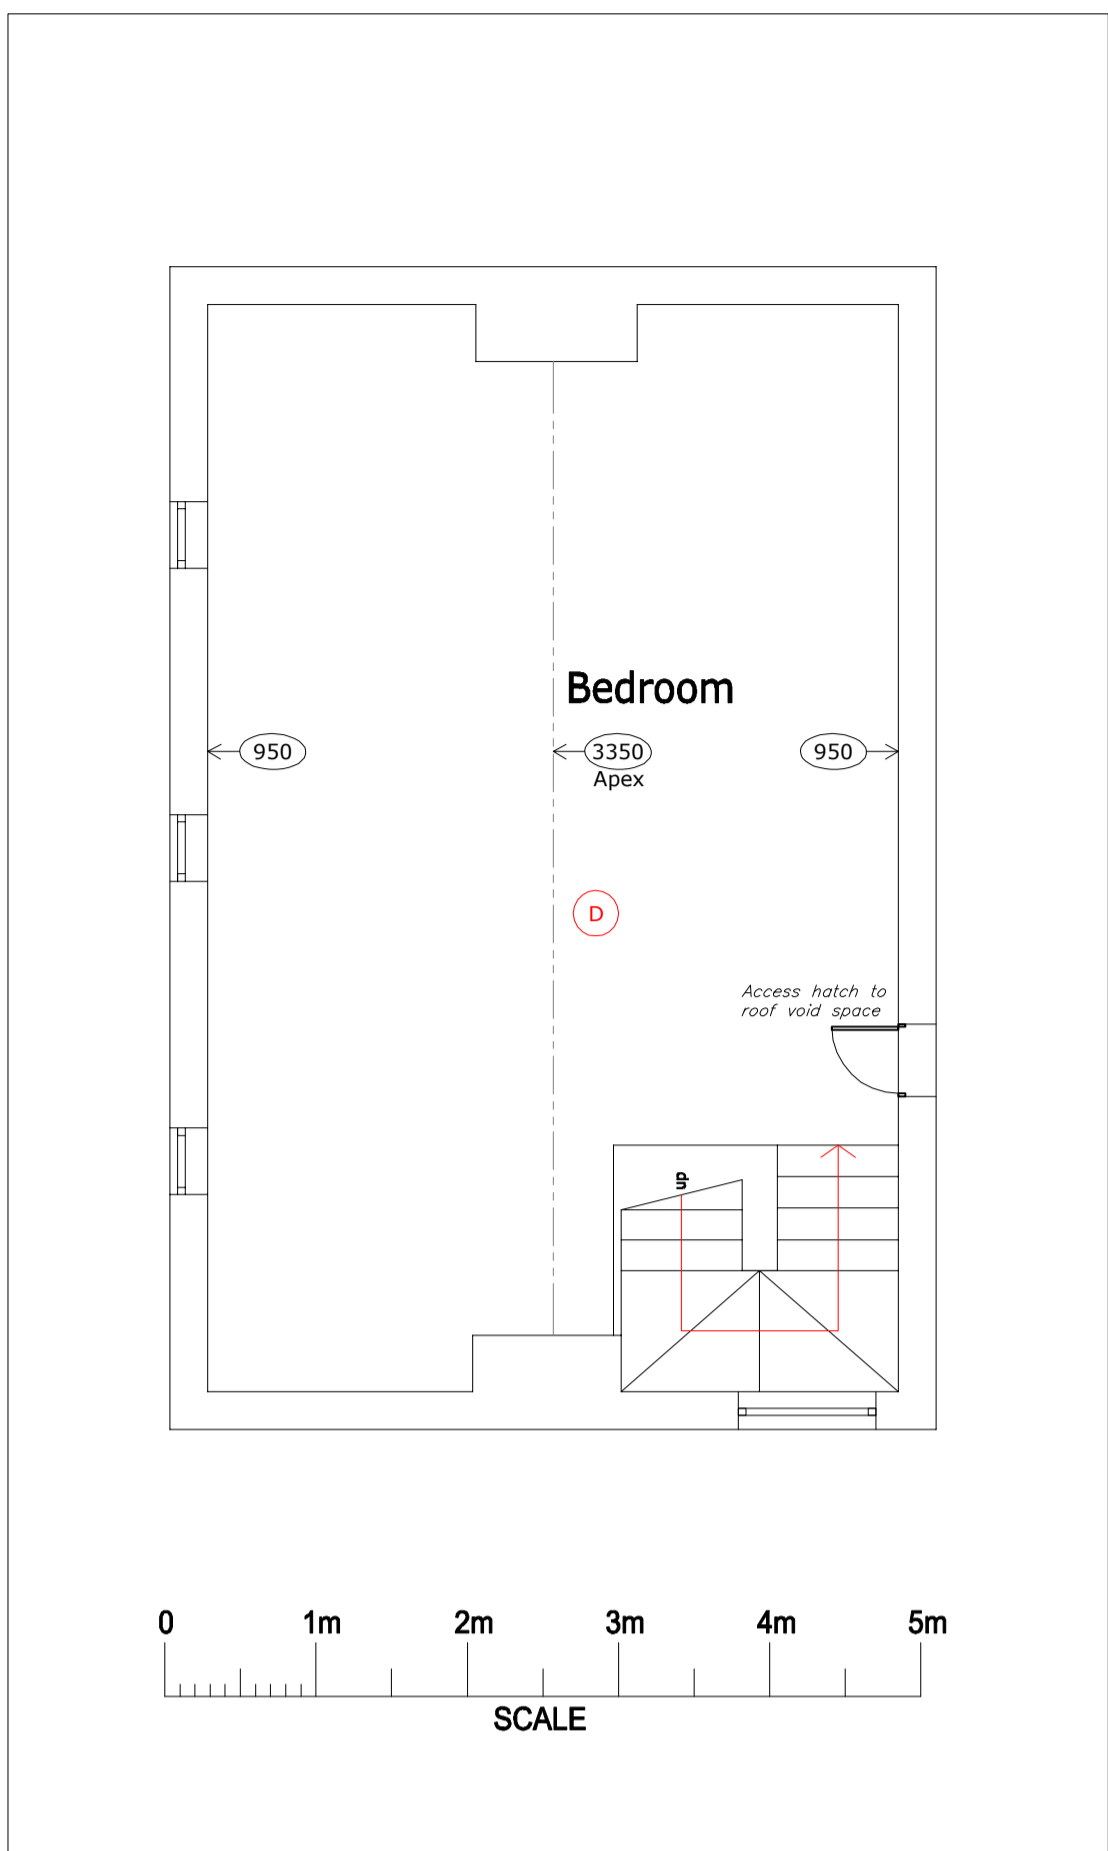 Bedroom
950
3350
950
Apex
D
Access hatch to
roof void space
up
0 1m 2m 3m 4m 5m
SCALE